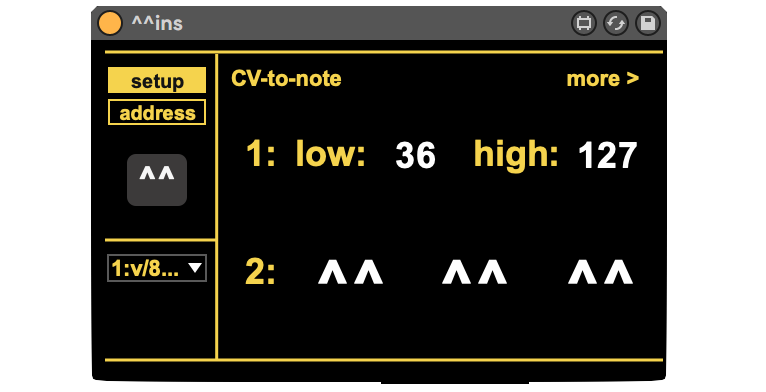 ^^ins
setup
address
^^
1:v/8...
CV-to-note more >
1: low: 36 high: 127
2: ^^ ^^ ^^